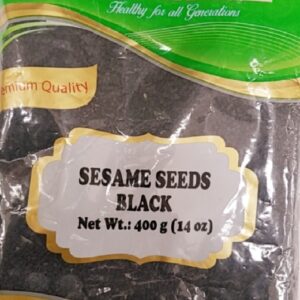 Healthy for all Generations
Premium Quality
SESAME SEEDS
BLACK
Net Wt.: 400 g (14 oz)